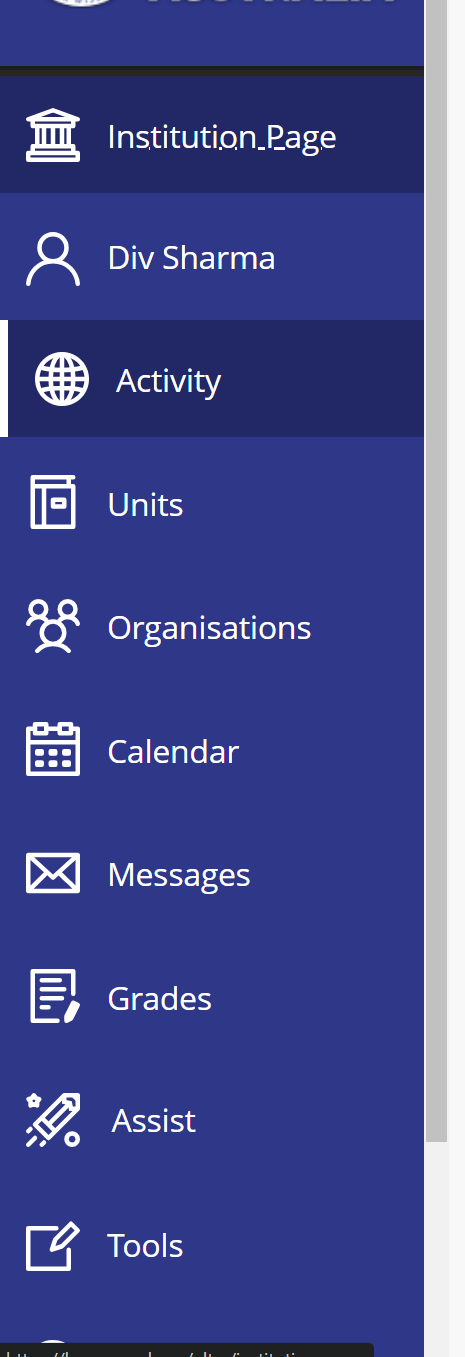 Institution Page
Div Sharma
Activity
Units
Organisations
Calendar
Messages
Grades
Assist
Tools